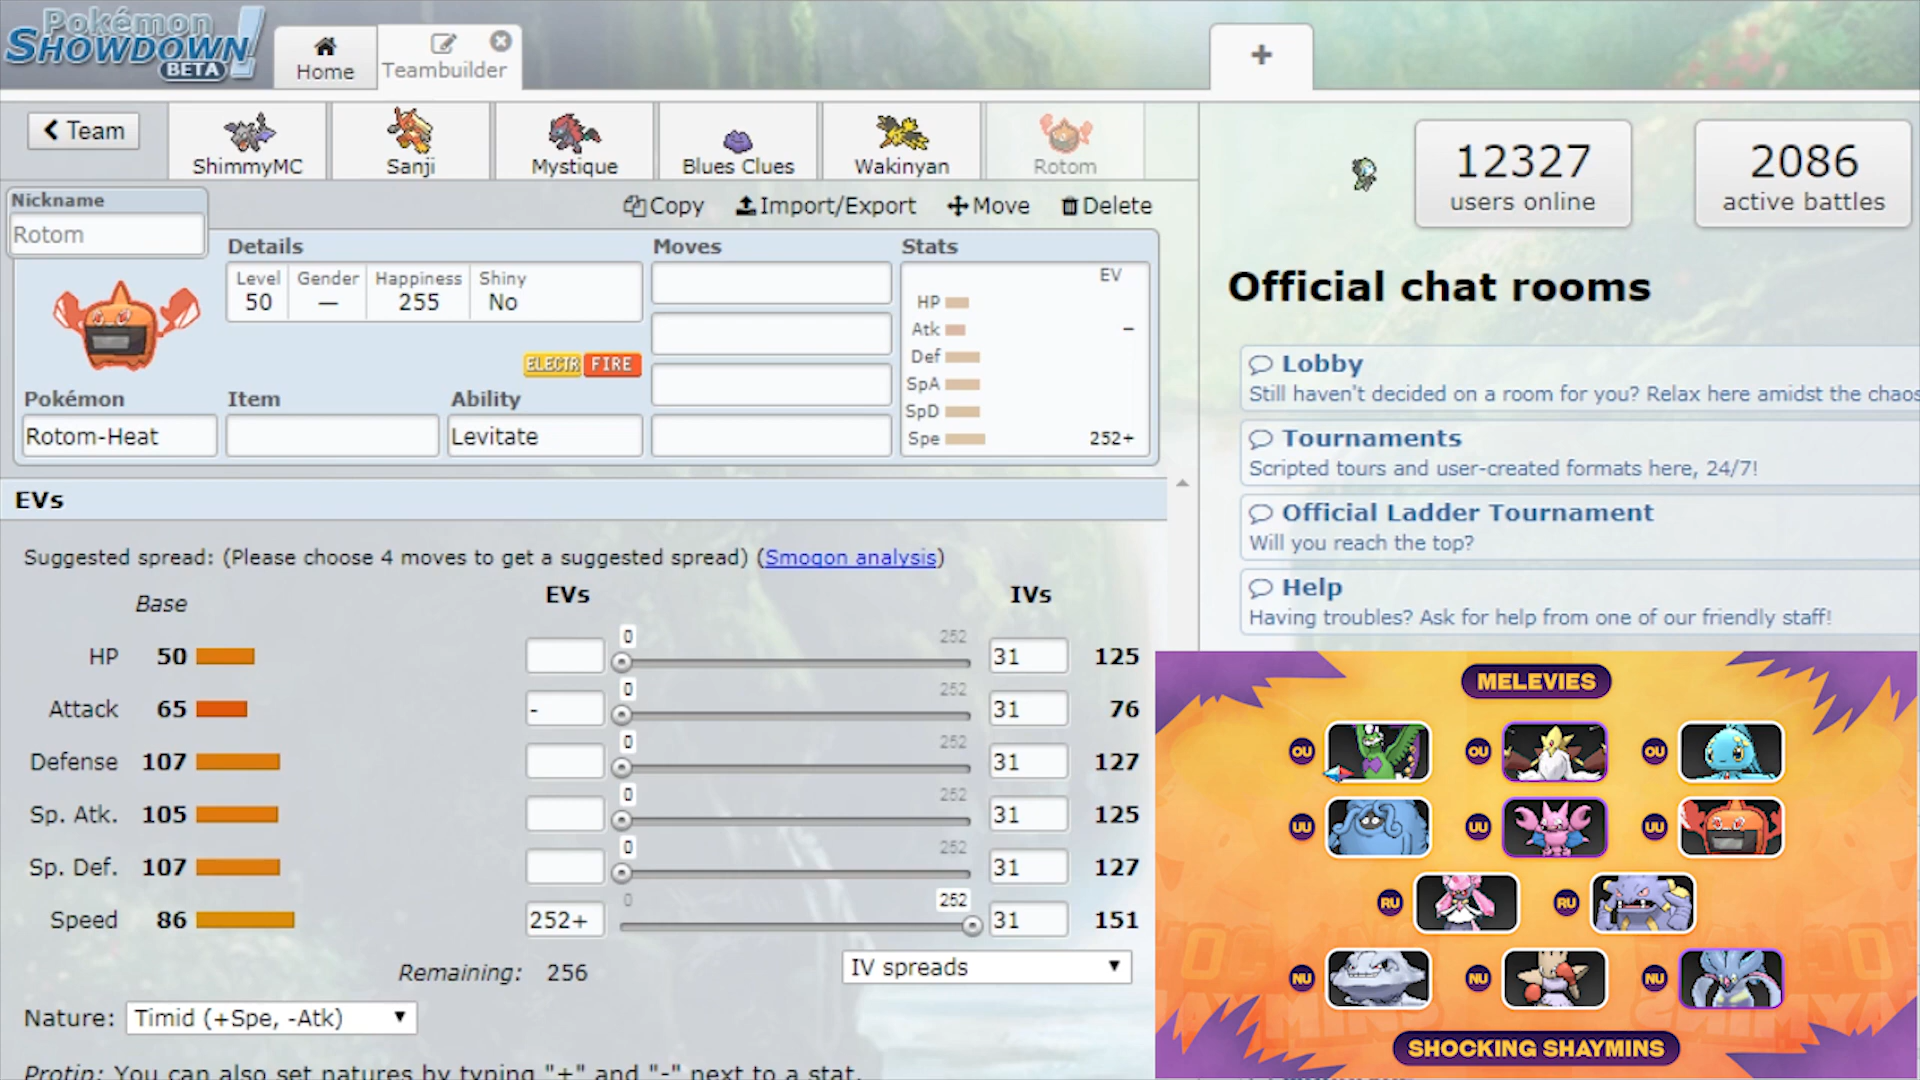 Pokémon
SHOWDOWN!
BETA
Home
Teambuilder
+
Team
ShimmyMC
Sanji
Mystique
Blues Clues
Wakinyan
Rotom
12327
users online
2086
active battles
Nickname
Rotom
Copy
Import/Export
Move
Delete
Details
Moves
Stats
Level
Gender
Happiness
Shiny
50
—
255
No
EV
HP
Atk
–
Def
SpA
SpD
Spe
252+
ELECTR
FIRE
Pokémon
Item
Ability
Rotom-Heat
Levitate
Official chat rooms
Lobby
Still haven't decided on a room for you? Relax here amidst the chaos
Tournaments
Scripted tours and user-created formats here, 24/7!
Official Ladder Tournament
Will you reach the top?
Help
Having troubles? Ask for help from one of our friendly staff!
EVs
Suggested spread: (Please choose 4 moves to get a suggested spread) (Smogon analysis)
Base
EVs
IVs
HP 50 0 252 31 125
Attack 65 - 0 252 31 76
Defense 107 0 252 31 127
Sp. Atk. 105 0 252 31 125
Sp. Def. 107 0 252 31 127
Speed 86 252+ 0 252 31 151
Remaining: 256
IV spreads
Nature: Timid (+Spe, -Atk)
Protip: You can also set natures by typing "+" and "-" next to a stat.
MELEVIES
OU OU OU
UU UU UU
RU RU
NU NU NU
SHOCKING SHAYMINS